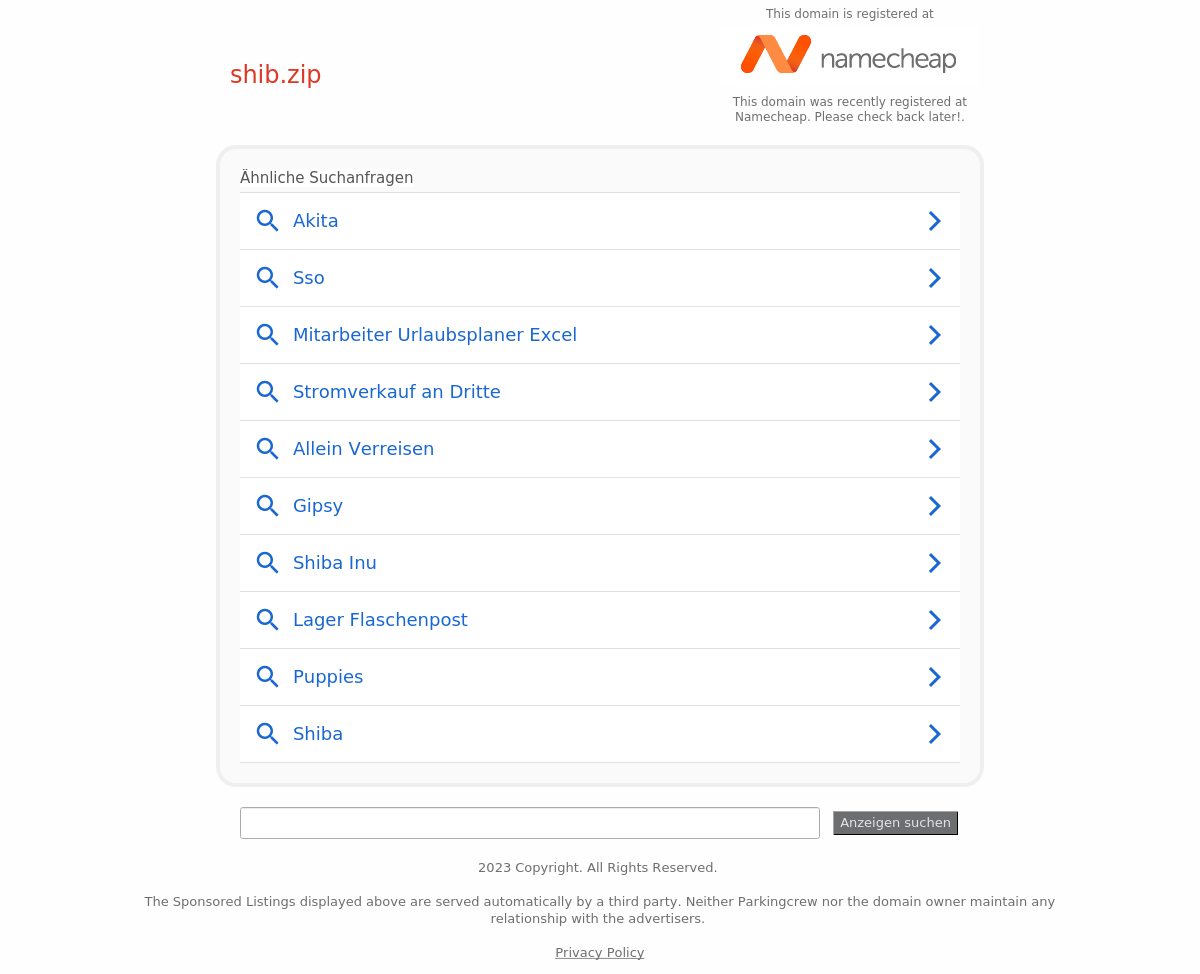 This domain is registered at
namecheap
shib.zip
This domain was recently registered at
Namecheap. Please check back later!.
Ähnliche Suchanfragen
Akita
Sso
Mitarbeiter Urlaubsplaner Excel
Stromverkauf an Dritte
Allein Verreisen
Gipsy
Shiba Inu
Lager Flaschenpost
Puppies
Shiba
Anzeigen suchen
2023 Copyright. All Rights Reserved.
The Sponsored Listings displayed above are served automatically by a third party. Neither Parkingcrew nor the domain owner maintain any
relationship with the advertisers.
Privacy Policy